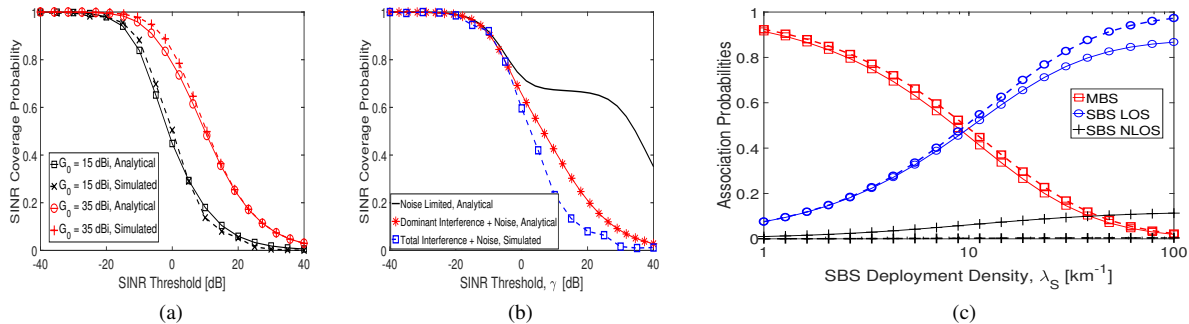 SINR Coverage Probability
1
0.8
0.6
0.4
0.2
0
-40
-20
0
20
40
SINR Threshold [dB]
G0 = 15 dBi, Analytical
G0 = 15 dBi, Simulated
G0 = 35 dBi, Analytical
G0 = 35 dBi, Simulated
(a)
SINR Coverage Probability
1
0.8
0.6
0.4
0.2
0
-40
-30
-20
-10
0
10
20
30
40
SINR Threshold, γ [dB]
Noise Limited, Analytical
Dominant Interference + Noise, Analytical
Total Interference + Noise, Simulated
(b)
Association Probabilities
1
0.8
0.6
0.4
0.2
0
1
10
100
SBS Deployment Density, λS [km-1]
MBS
SBS LOS
SBS NLOS
(c)